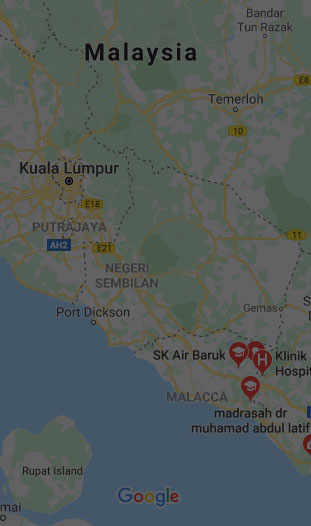 Bandar
Tun Razak
Malaysia
Temerloh
10
Kuala Lumpur
E18
PUTRAJAYA
AH2
E21
11
NEGERI
SEMBILAN
Port Dickson
Gemas
S
SK Air Baruk
H
Klinik
Hospit
MALACCA
madrasah dr
muhamad abdul latif
Rupat Island
Google
mai